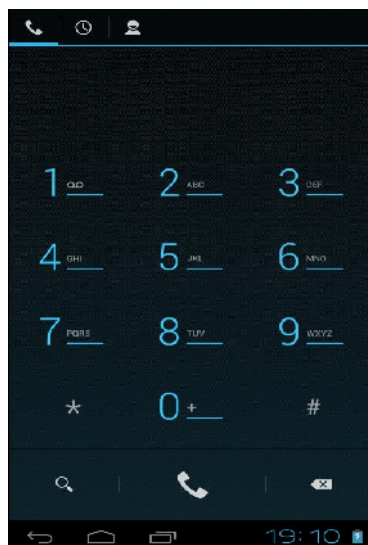 1 2 ABC 3 DEF
4 GHI 5 JKL 6 MNO
7 PQRS 8 TUV 9 WXYZ
* 0 + #
19:10